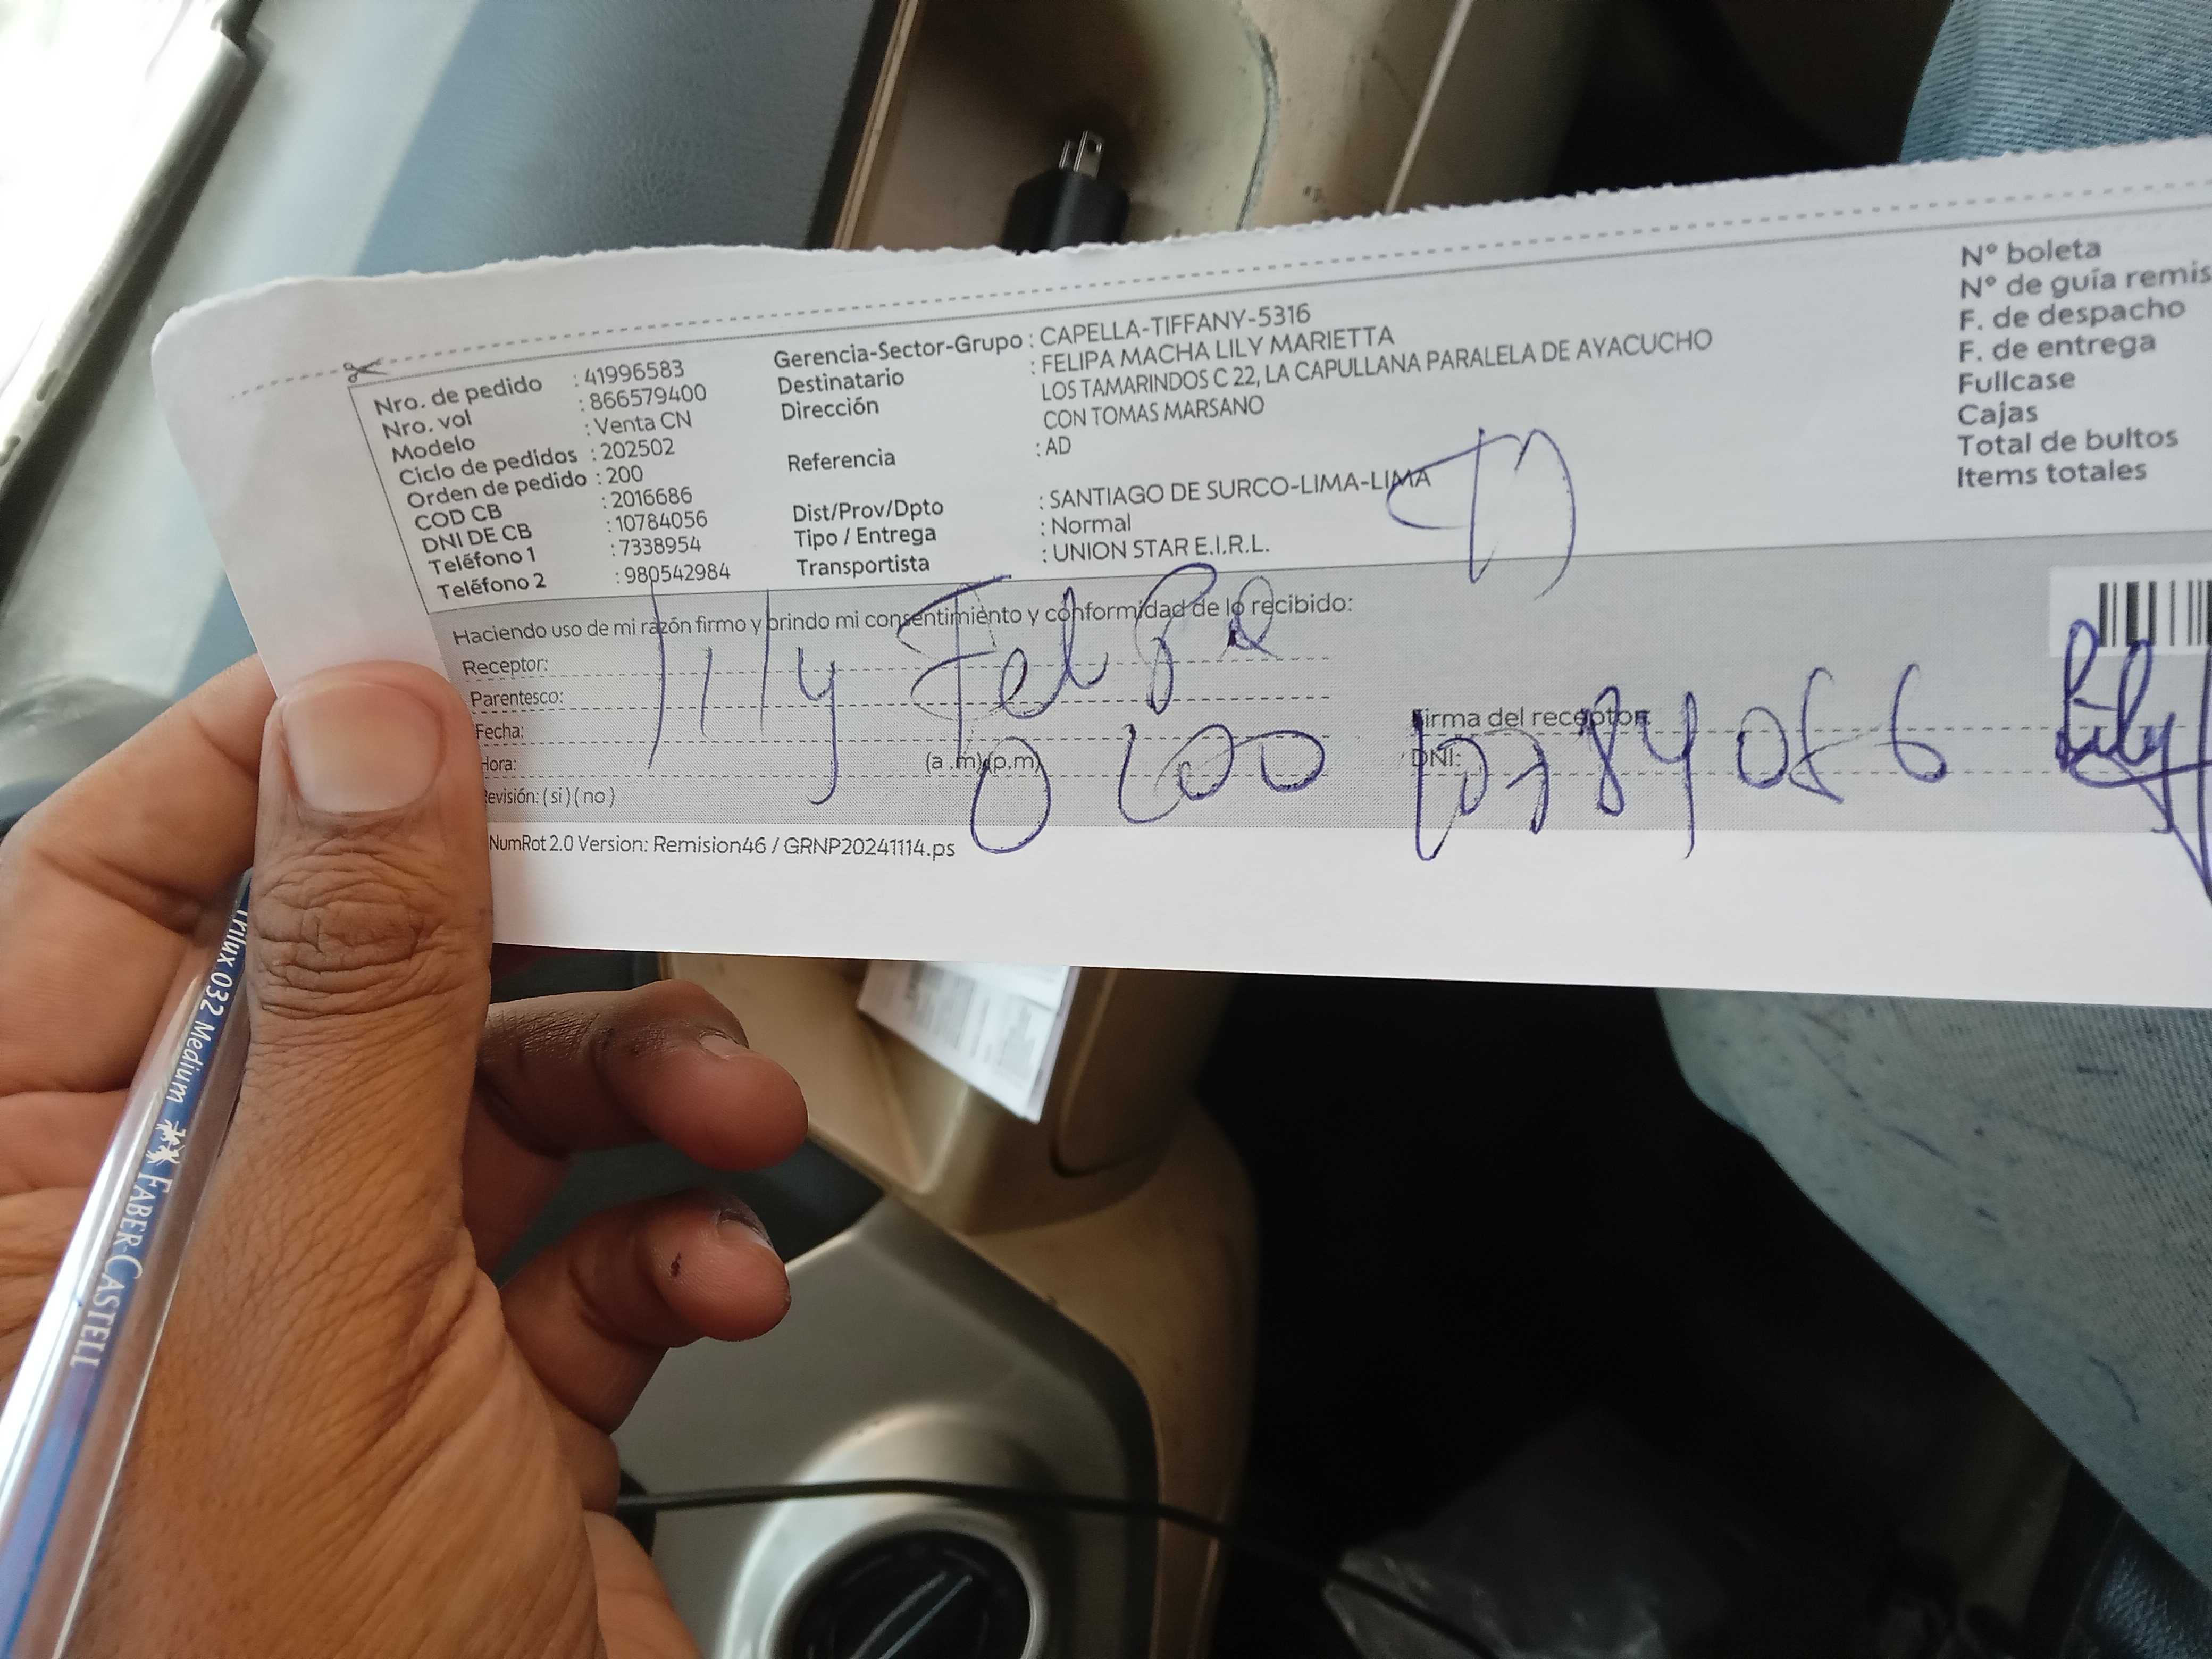 Nro. de pedido : 41996583
Nro. vol : 866579400
Modelo : Venta CN
Ciclo de pedidos : 202502
Orden de pedido : 200
COD CB : 2016686
DNI DE CB : 10784056
Teléfono 1 : 7338954
Teléfono 2 : 980542984
Gerencia-Sector-Grupo : CAPELLA-TIFFANY-5316
Destinatario : FELIPA MACHA LILY MARIETTA
Dirección LOS TAMARINDOS C 22, LA CAPULLANA PARALELA DE AYACUCHO
CON TOMAS MARSANO
Referencia : AD
Dist/Prov/Dpto : SANTIAGO DE SURCO-LIMA-LIMA
Tipo / Entrega : Normal
Transportista : UNION STAR E.I.R.L.
N° boleta
N° de guía remis
F. de despacho
F. de entrega
Fullcase
Cajas
Total de bultos
Items totales
Haciendo uso de mi razón firmo y brindo mi consentimiento y conformidad de lo recibido:
Receptor:
Parentesco:
Fecha:
Hora: (a .m)(p.m)
Revisión: ( si ) ( no )
lily Felipa
Firma del receptor:
DNI:
10784056
Lily
NumRot 2.0 Version: Remision46 / GRNP20241114.ps
Trilux 032 Medium FABER-CASTELL